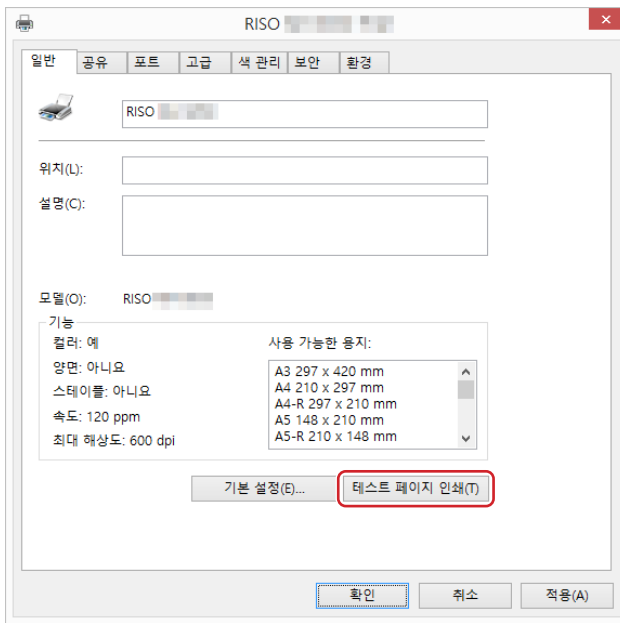 RISO
일반 공유 포트 고급 색 관리 보안 환경
RISO
위치(L):
설명(C):
모델(O): RISO
기능
컬러: 예
양면: 아니요
스테이플: 아니요
속도: 120 ppm
최대 해상도: 600 dpi
사용 가능한 용지:
A3 297 x 420 mm
A4 210 x 297 mm
A4-R 297 x 210 mm
A5 148 x 210 mm
A5-R 210 x 148 mm
기본 설정(E)... 테스트 페이지 인쇄(T)
확인 취소 적용(A)